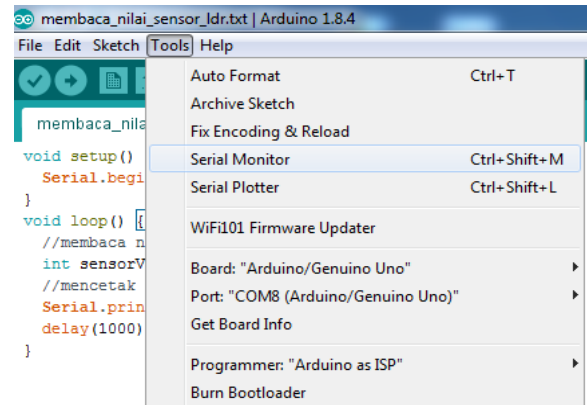 membaca_nilai_sensor_ldr.txt | Arduino 1.8.4
File Edit Sketch Tools Help
Auto Format Ctrl+T
Archive Sketch
membaca_nila
Fix Encoding & Reload
void setup()
Serial Monitor Ctrl+Shift+M
Serial.begi
Serial Plotter Ctrl+Shift+L
}
void loop() {
WiFi101 Firmware Updater
//membaca n
int sensorV
Board: "Arduino/Genuino Uno"
//mencetak
Port: "COM8 (Arduino/Genuino Uno)"
Serial.prin
delay(1000)
Get Board Info
}
Programmer: "Arduino as ISP"
Burn Bootloader